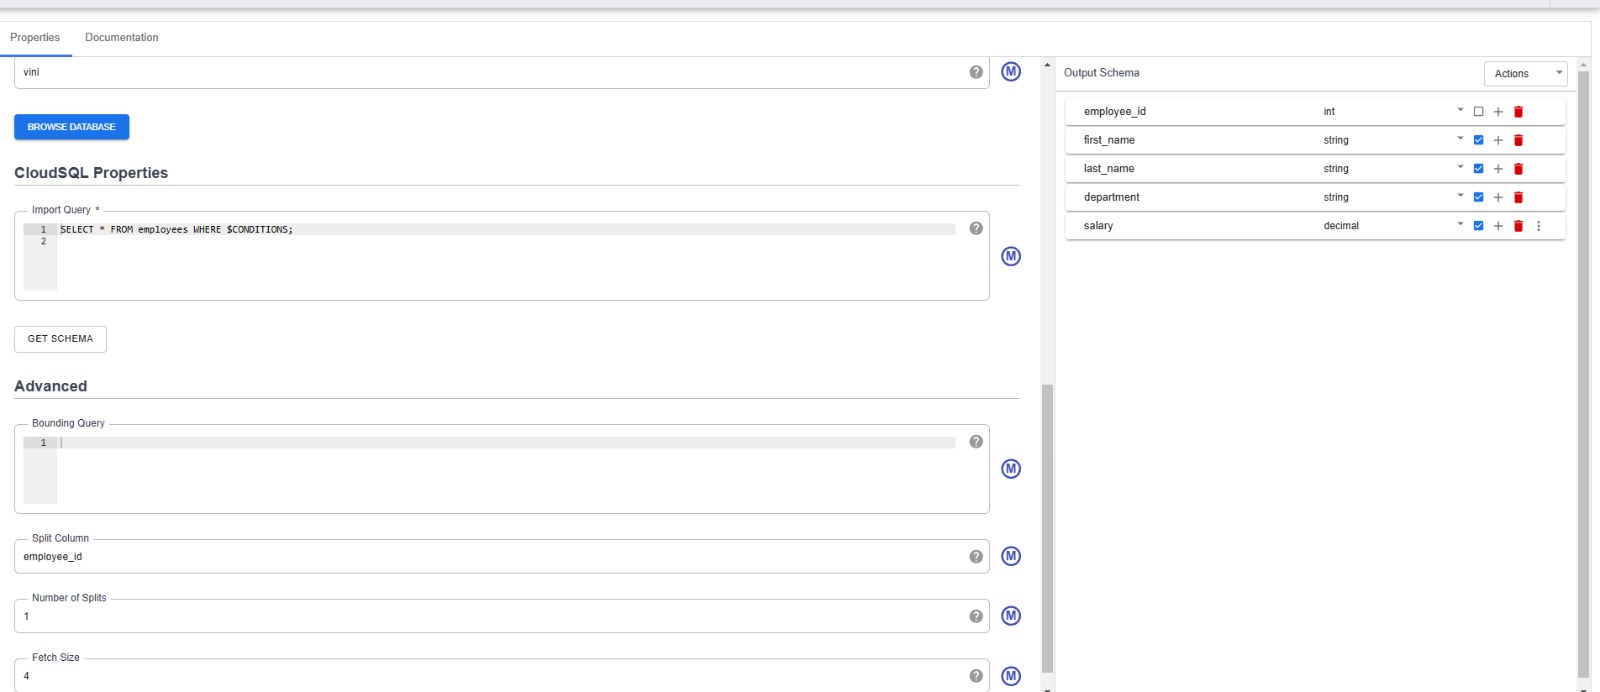 Properties Documentation
vini
?
M
BROWSE DATABASE
CloudSQL Properties
Import Query *
1 SELECT * FROM employees WHERE $CONDITIONS;
2
?
M
GET SCHEMA
Advanced
Bounding Query
1
?
M
Split Column
employee_id
?
M
Number of Splits
1
?
M
Fetch Size
4
?
M
Output Schema
Actions
employee_id int
first_name string
last_name string
department string
salary decimal